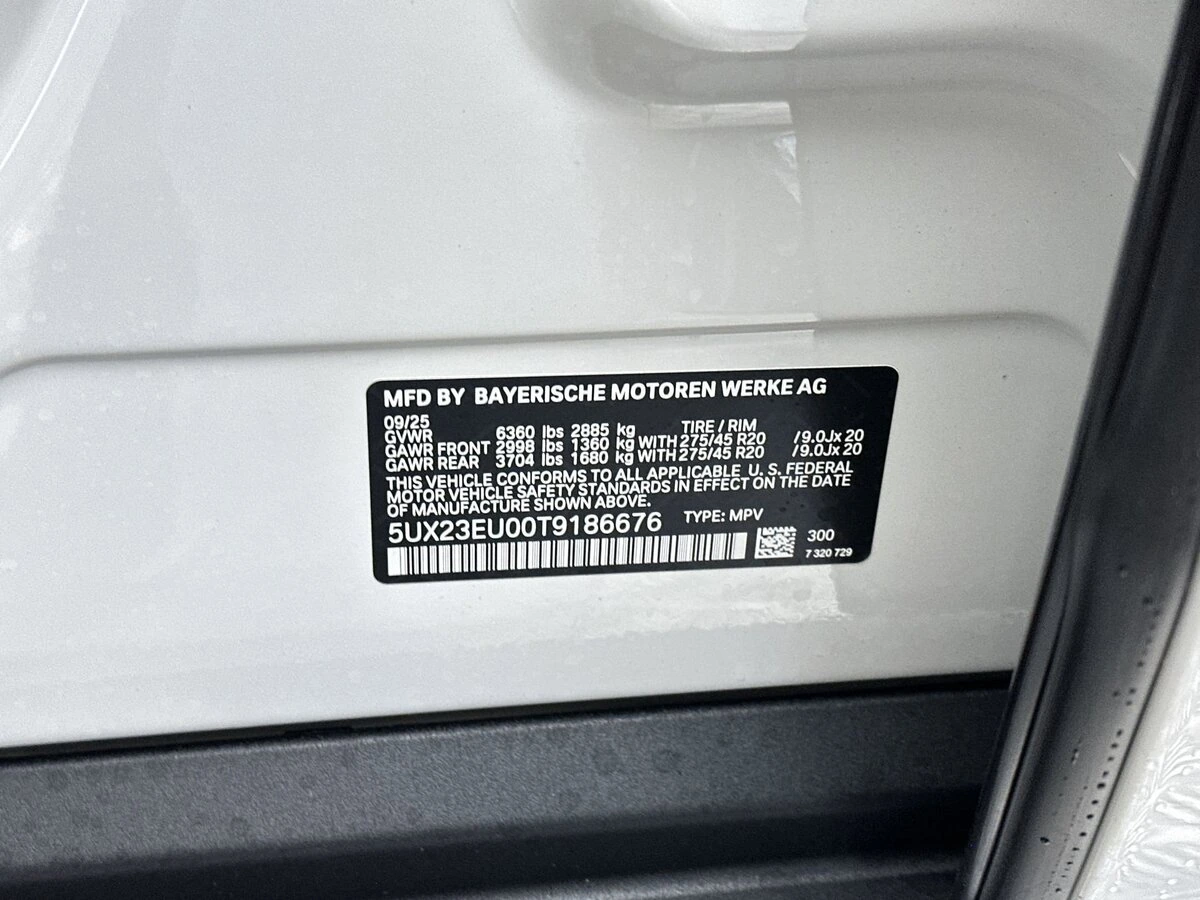 MFD BY BAYERISCHE MOTOREN WERKE AG
09/25
GVWR 6360 lbs 2885 kg TIRE / RIM
GAWR FRONT 2998 lbs 1360 kg WITH 275/45 R20 /9.0Jx 20
GAWR REAR 3704 lbs 1680 kg WITH 275/45 R20 /9.0Jx 20
THIS VEHICLE CONFORMS TO ALL APPLICABLE U. S. FEDERAL
MOTOR VEHICLE SAFETY STANDARDS IN EFFECT ON THE DATE
OF MANUFACTURE SHOWN ABOVE.
5UX23EU00T9186676 TYPE: MPV
300
7 320 729